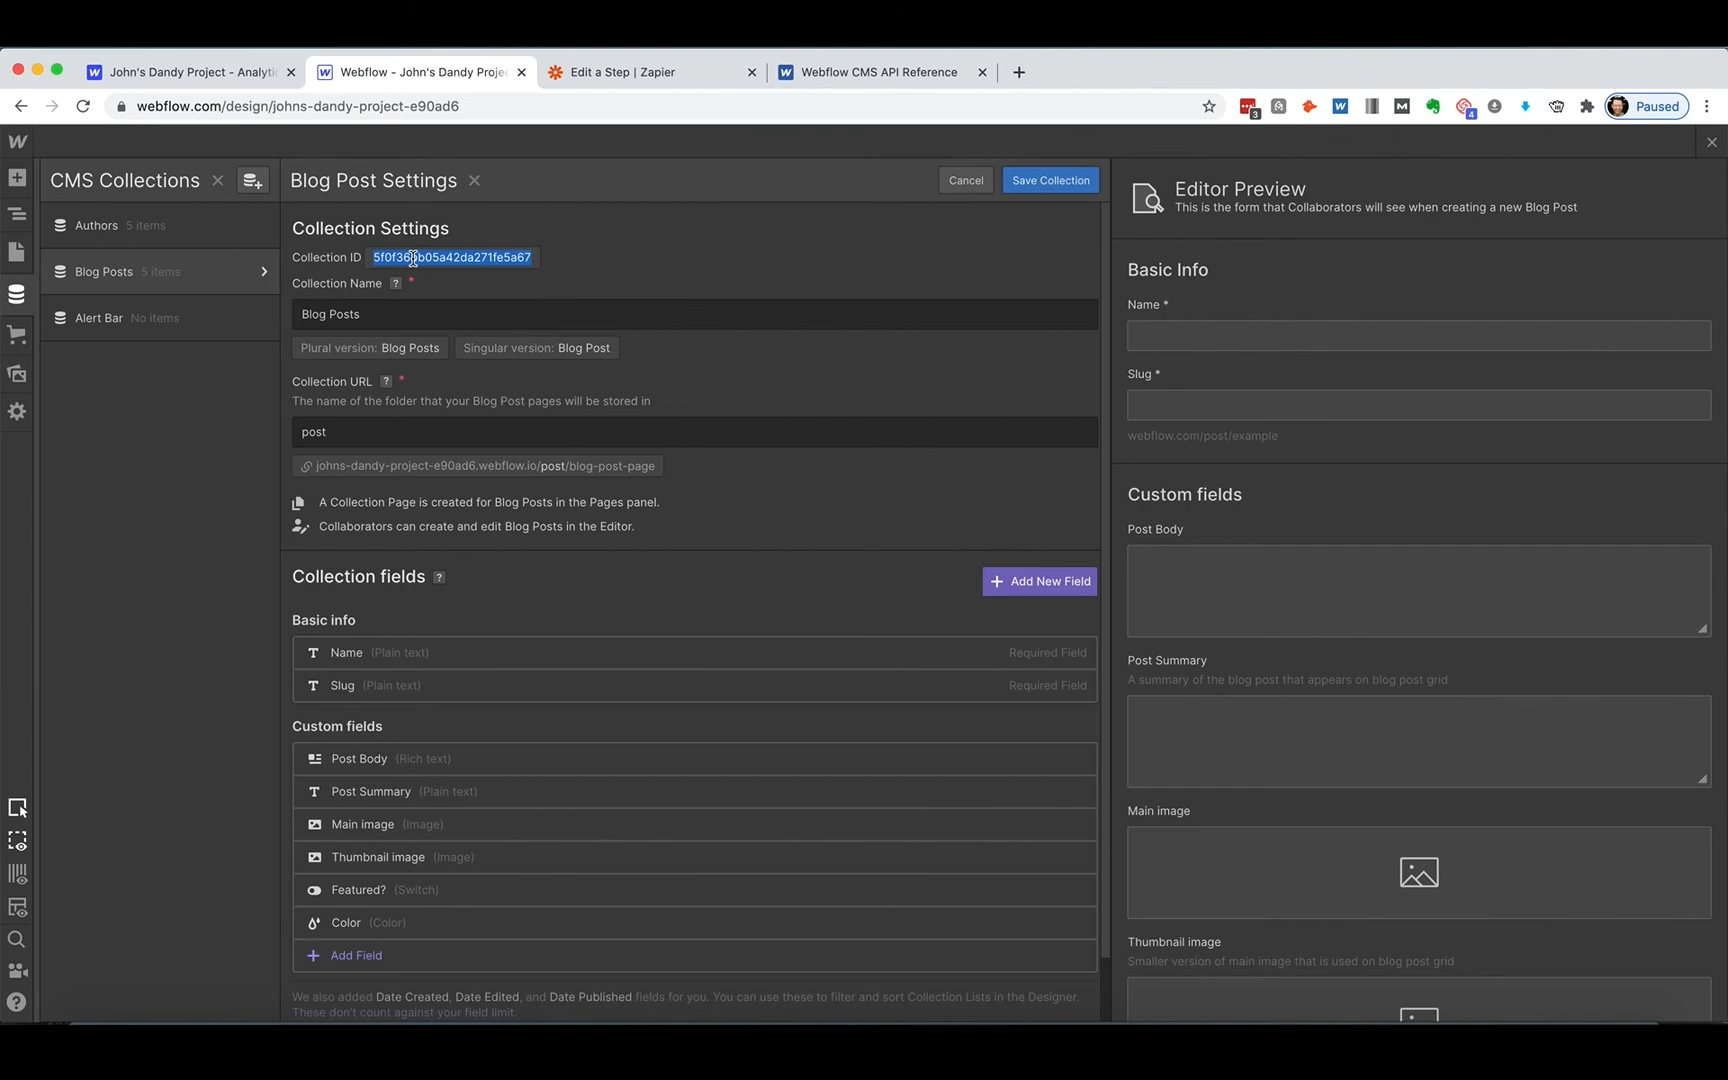 John's Dandy Project - Analytic
Webflow - John's Dandy Projec
Edit a Step | Zapier
Webflow CMS API Reference
webflow.com/design/johns-dandy-project-e90ad6
3
4
Paused
CMS Collections
Authors 5 items
Blog Posts 5 items
Alert Bar No items
Blog Post Settings
Cancel
Save Collection
Collection Settings
Collection ID
Collection Name ? *
Blog Posts
Plural version: Blog Posts
Singular version: Blog Post
Collection URL ? *
The name of the folder that your Blog Post pages will be stored in
post
johns-dandy-project-e90ad6.webflow.io/post/blog-post-page
A Collection Page is created for Blog Posts in the Pages panel.
Collaborators can create and edit Blog Posts in the Editor.
Collection fields ?
Add New Field
Basic info
Name (Plain text) Required Field
Slug (Plain text) Required Field
Custom fields
Post Body (Rich text)
Post Summary (Plain text)
Main image (Image)
Thumbnail image (Image)
Featured? (Switch)
Color (Color)
Add Field
We also added Date Created, Date Edited, and Date Published fields for you. You can use these to filter and sort Collection Lists in the Designer.
These don't count against your field limit.
Editor Preview
This is the form that Collaborators will see when creating a new Blog Post
Basic Info
Name *
Slug *
webflow.com/post/example
Custom fields
Post Body
Post Summary
A summary of the blog post that appears on blog post grid
Main image
Thumbnail image
Smaller version of main image that is used on blog post grid